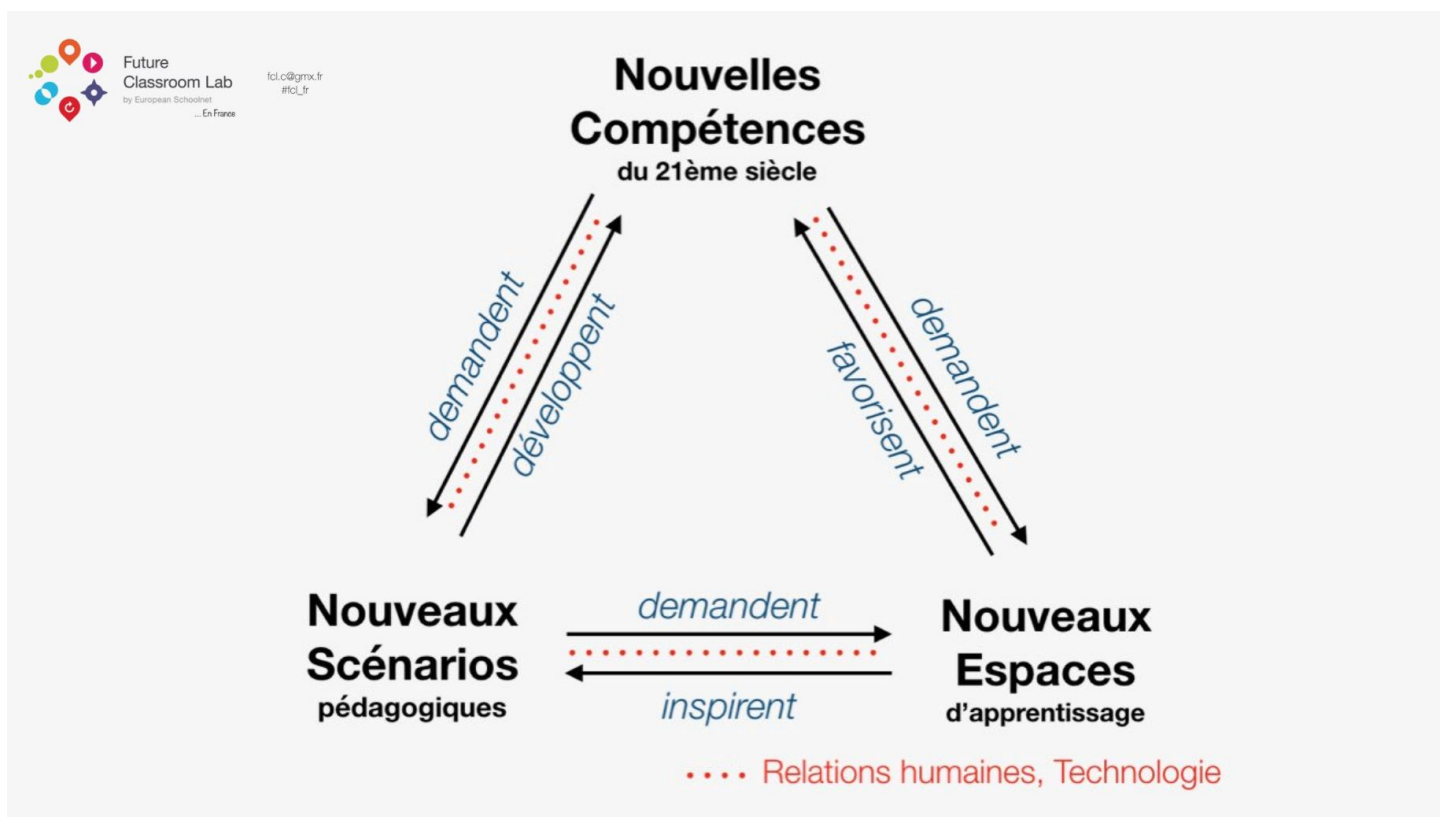 Future
Classroom Lab
by European Schoolnet
... En France
fcl.c@gmx.fr
#fcl_fr
Nouvelles
Compétences
du 21ème siècle
demandent
développent
favorisent
demandent
Nouveaux
Scénarios
pédagogiques
demandent
inspirent
Nouveaux
Espaces
d'apprentissage
.... Relations humaines, Technologie